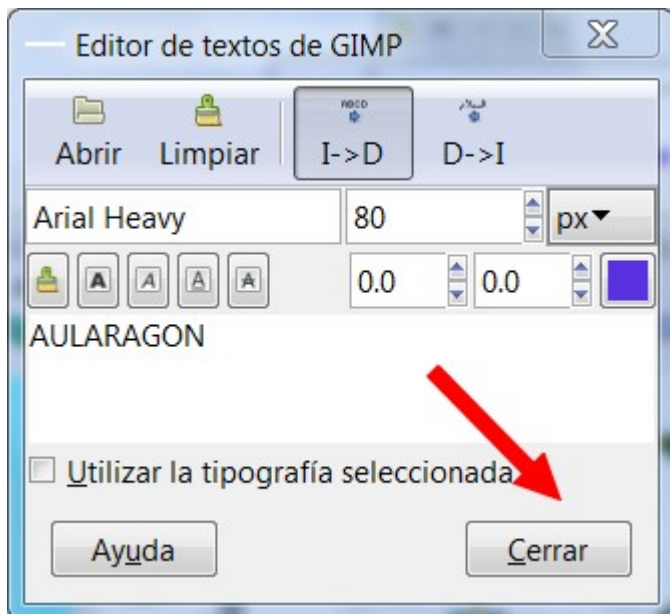 Editor de textos de GIMP
Abrir Limpiar I->D D->I
Arial Heavy 80 px
A A A A 0.0 0.0
AULARAGON
Utilizar la tipografía seleccionada
Ayuda Cerrar